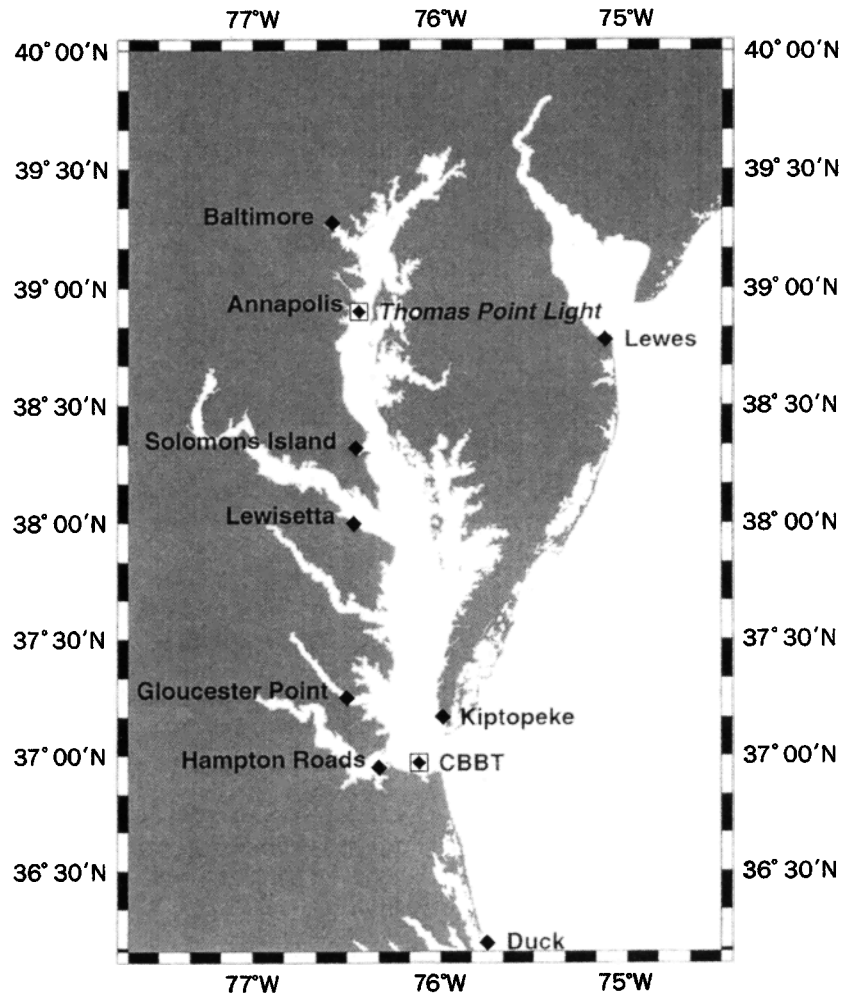 77°W 76°W 75°W
40° 00′N 40° 00′N
39° 30′N 39° 30′N
Baltimore
39° 00′N 39° 00′N
Annapolis Thomas Point Light
Lewes
38° 30′N 38° 30′N
Solomons Island
Lewisetta
38° 00′N 38° 00′N
37° 30′N 37° 30′N
Gloucester Point
Kiptopeke
37° 00′N 37° 00′N
Hampton Roads CBBT
36° 30′N 36° 30′N
Duck
77°W 76°W 75°W